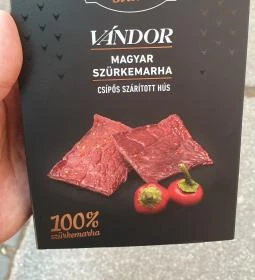 VÁNDOR
MAGYAR
SZÜRKEMARHA
CSÍPŐS SZÁRÍTOTT HÚS
100%
szürkemarha